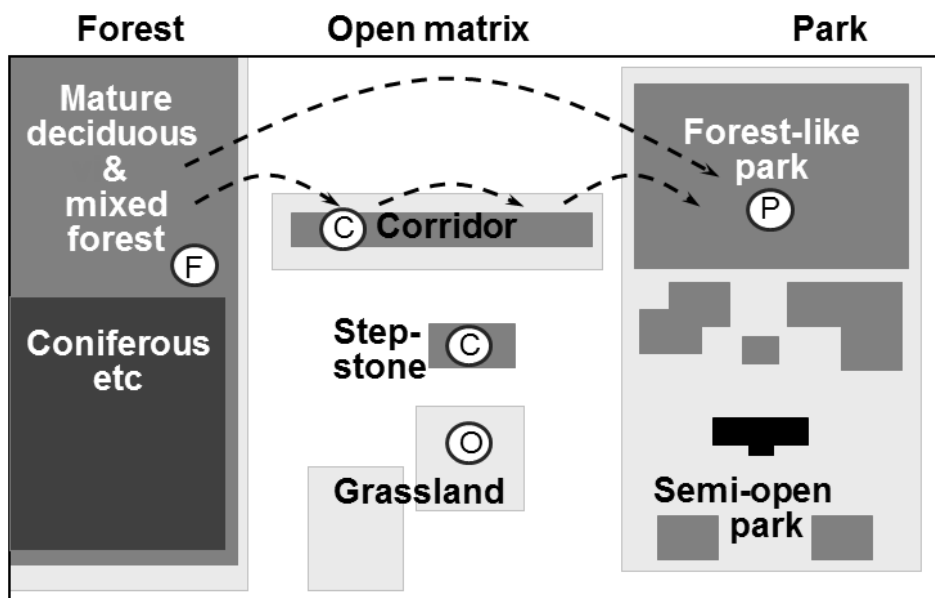 Forest
Open matrix
Park
Mature
deciduous
&
mixed
forest
F
Coniferous
etc
C
Corridor
Step-
stone
C
O
Grassland
Forest-like
park
P
Semi-open
park